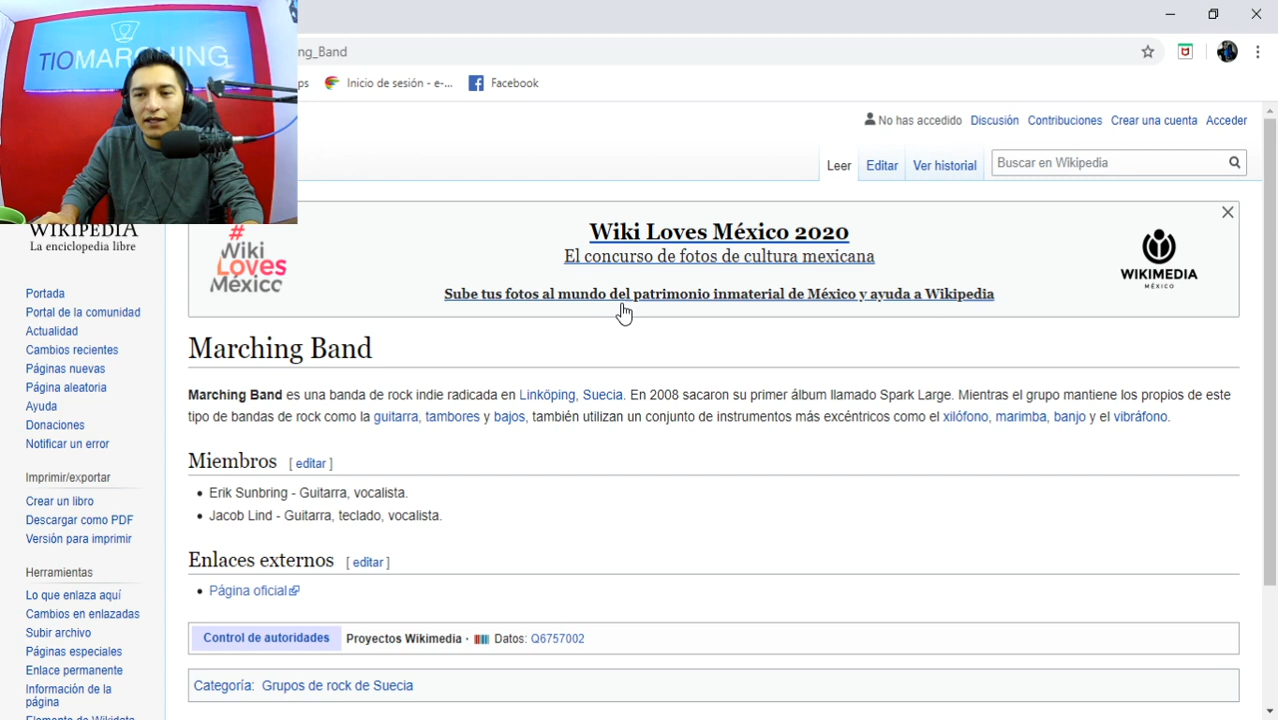 TIOMARCHING
ng_Band
ps
Inicio de sesión - e-...
Facebook
No has accedido
Discusión
Contribuciones
Crear una cuenta
Acceder
Leer
Editar
Ver historial
Buscar en Wikipedia
WIKIPEDIA
La enciclopedia libre
#
Wiki
Loves
México
Wiki Loves México 2020
El concurso de fotos de cultura mexicana
Sube tus fotos al mundo del patrimonio inmaterial de México y ayuda a Wikipedia
WIKIMEDIA
MÉXICO
Portada
Portal de la comunidad
Actualidad
Cambios recientes
Páginas nuevas
Página aleatoria
Ayuda
Donaciones
Notificar un error
Imprimir/exportar
Crear un libro
Descargar como PDF
Versión para imprimir
Herramientas
Lo que enlaza aquí
Cambios en enlazadas
Subir archivo
Páginas especiales
Enlace permanente
Información de la
página
Elemento de Wikidata
Marching Band
Marching Band es una banda de rock indie radicada en Linköping, Suecia. En 2008 sacaron su primer álbum llamado Spark Large. Mientras el grupo mantiene los propios de este
tipo de bandas de rock como la guitarra, tambores y bajos, también utilizan un conjunto de instrumentos más excéntricos como el xilófono, marimba, banjo y el vibráfono.
Miembros [ editar ]
Erik Sunbring - Guitarra, vocalista.
Jacob Lind - Guitarra, teclado, vocalista.
Enlaces externos [ editar ]
Página oficial
Control de autoridades Proyectos Wikimedia · Datos: Q6757002
Categoría: Grupos de rock de Suecia